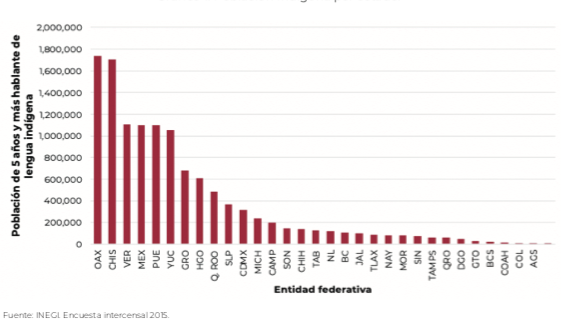 Población de 5 años y más hablante de
lengua indígena
2,000,000
1,800,000
1,600,000
1,400,000
1,200,000
1,000,000
800,000
600,000
400,000
200,000
0
OAX
CHIS
VER
MEX
PUE
YUC
GRO
HGO
Q. ROO
SLP
CDMX
MICH
CAMP
SON
CHIH
TAB
NL
BC
JAL
TLAX
NAY
MOR
SIN
TAMPS
QRO
DGO
GTO
BCS
COAH
COL
AGS
Entidad federativa
Fuente: INEGI. Encuesta intercensal 2015.